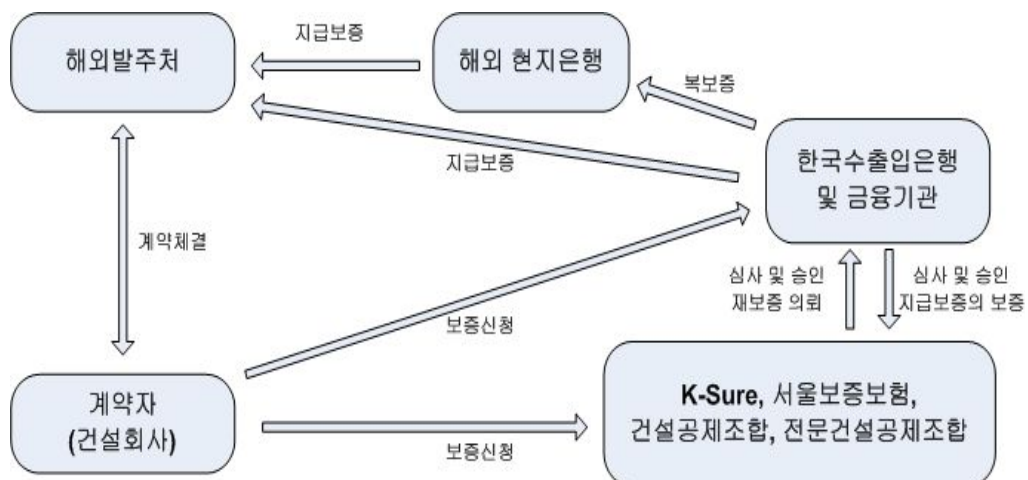 해외발주처
지급보증
해외 현지은행
복보증
지급보증
한국수출입은행
및 금융기관
계약체결
심사 및 승인
재보증 의뢰
심사 및 승인
지급보증의 보증
보증신청
계약자
(건설회사)
보증신청
K-Sure, 서울보증보험,
건설공제조합, 전문건설공제조합